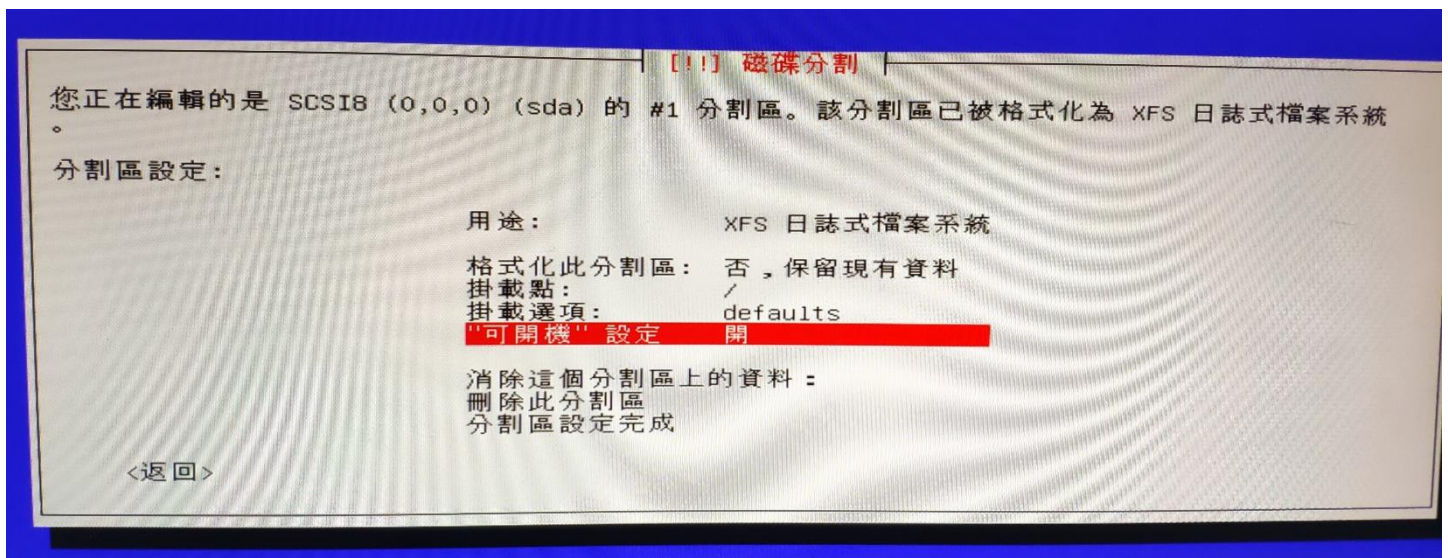 [!!] 磁碟分割
您正在編輯的是 SCSI8 (0,0,0) (sda) 的 #1 分割區。該分割區已被格式化為 XFS 日誌式檔案系統
。
分割區設定:
用途: XFS 日誌式檔案系統
格式化此分割區: 否,保留現有資料
掛載點: /
掛載選項: defaults
"可開機" 設定 開
消除這個分割區上的資料:
刪除此分割區
分割區設定完成
<返回>